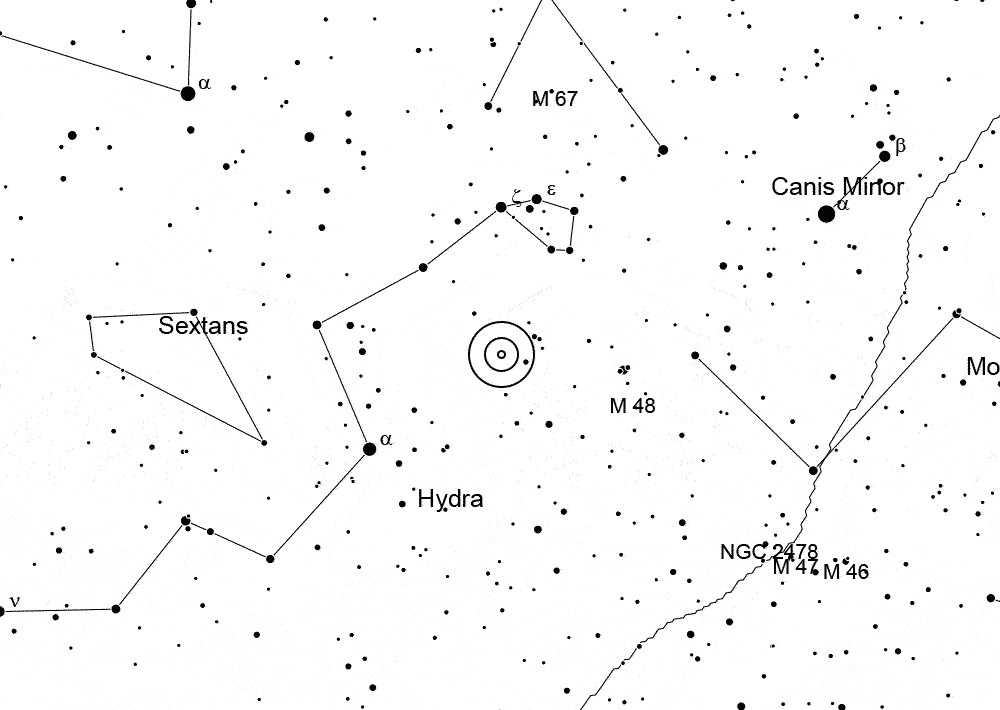 α
M 67
β
Canis Minor
α
ζ
ε
Sextans
Mo
M 48
α
Hydra
NGC 2478
M 47
M 46
ν